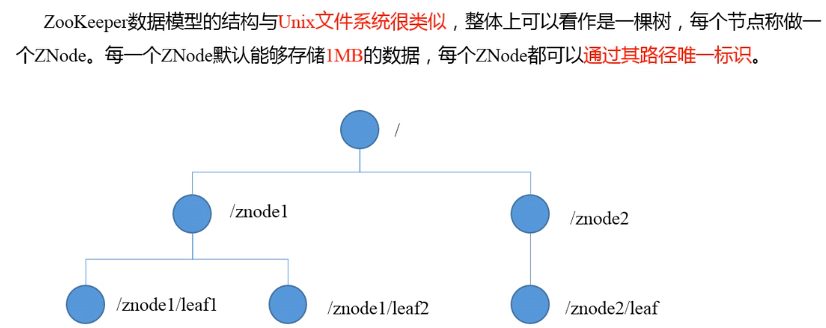 ZooKeeper数据模型的结构与Unix文件系统很类似，整体上可以看作是一棵树，每个节点称做一
个ZNode。每一个ZNode默认能够存储1MB的数据，每个ZNode都可以通过其路径唯一标识。
/
/znode1
/znode2
/znode1/leaf1
/znode1/leaf2
/znode2/leaf